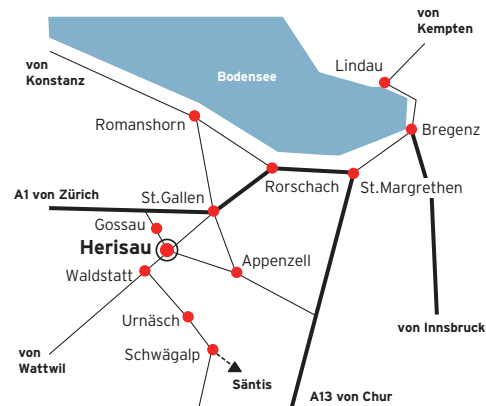 von
Kempten
von
Konstanz
Bodensee
Lindau
Romanshorn
Bregenz
Rorschach
St.Margrethen
A1 von Zürich
St.Gallen
Gossau
Herisau
Appenzell
Waldstatt
Urnäsch
von Innsbruck
von
Wattwil
Schwägalp
Säntis
A13 von Chur